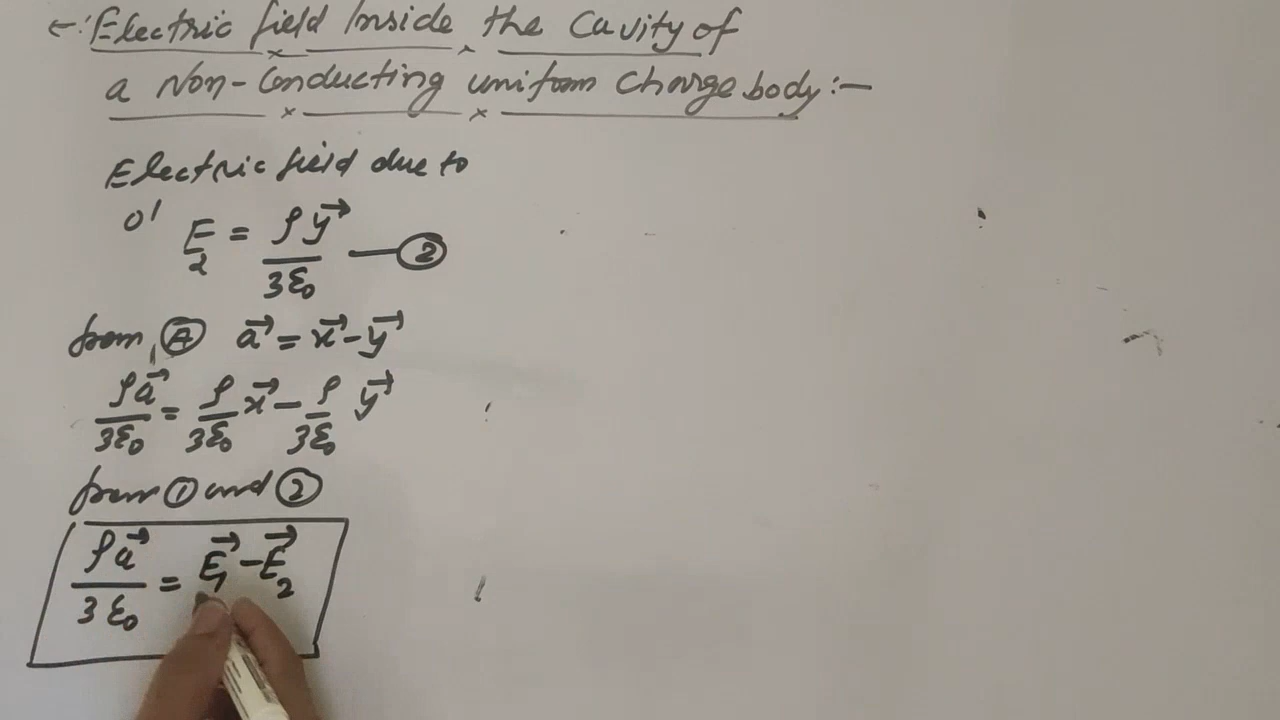 ←: Electric field Inside the Cavity of
a Non-Conducting uniform Charge body:-
Electric field due to
O' E₂ = ρy⃗ / 3ε₀ — ②
from, Ⓐ a⃗ = x⃗ - y⃗
ρa⃗ / 3ε₀ = ρ / 3ε₀ x⃗ - ρ / 3ε₀ y⃗
from ① and ②
ρa⃗ / 3ε₀ = E⃗₁ - E⃗₂